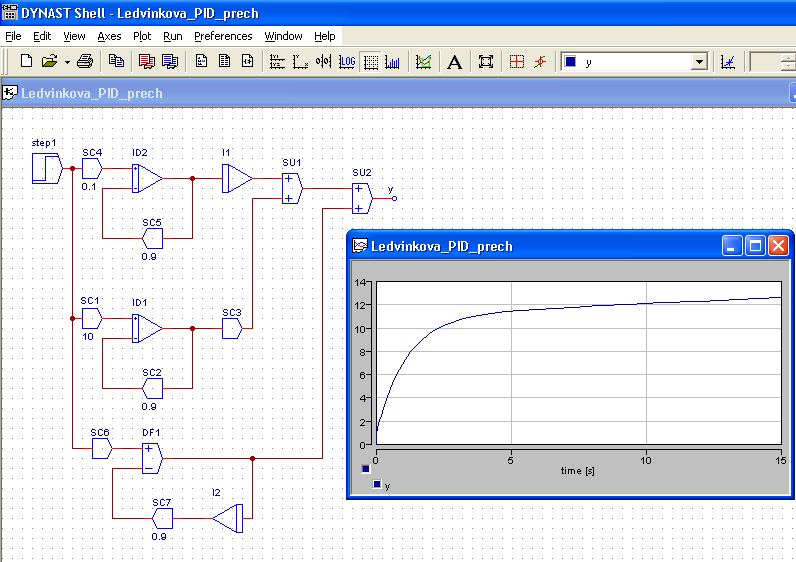 DYNAST Shell - Ledvinkova_PID_prech
File Edit View Axes Plot Run Preferences Window Help
LOG A y
Ledvinkova_PID_prech
step1
SC4 ID2 I1
SU1
SU2
0.1
y
SC5
0.9
SC1 ID1
SC3
10
SC2
0.9
SC6 DF1
I2
SC7
0.9
Ledvinkova_PID_prech
14
12
10
8
6
4
2
0
0 5 10 15
time [s]
y